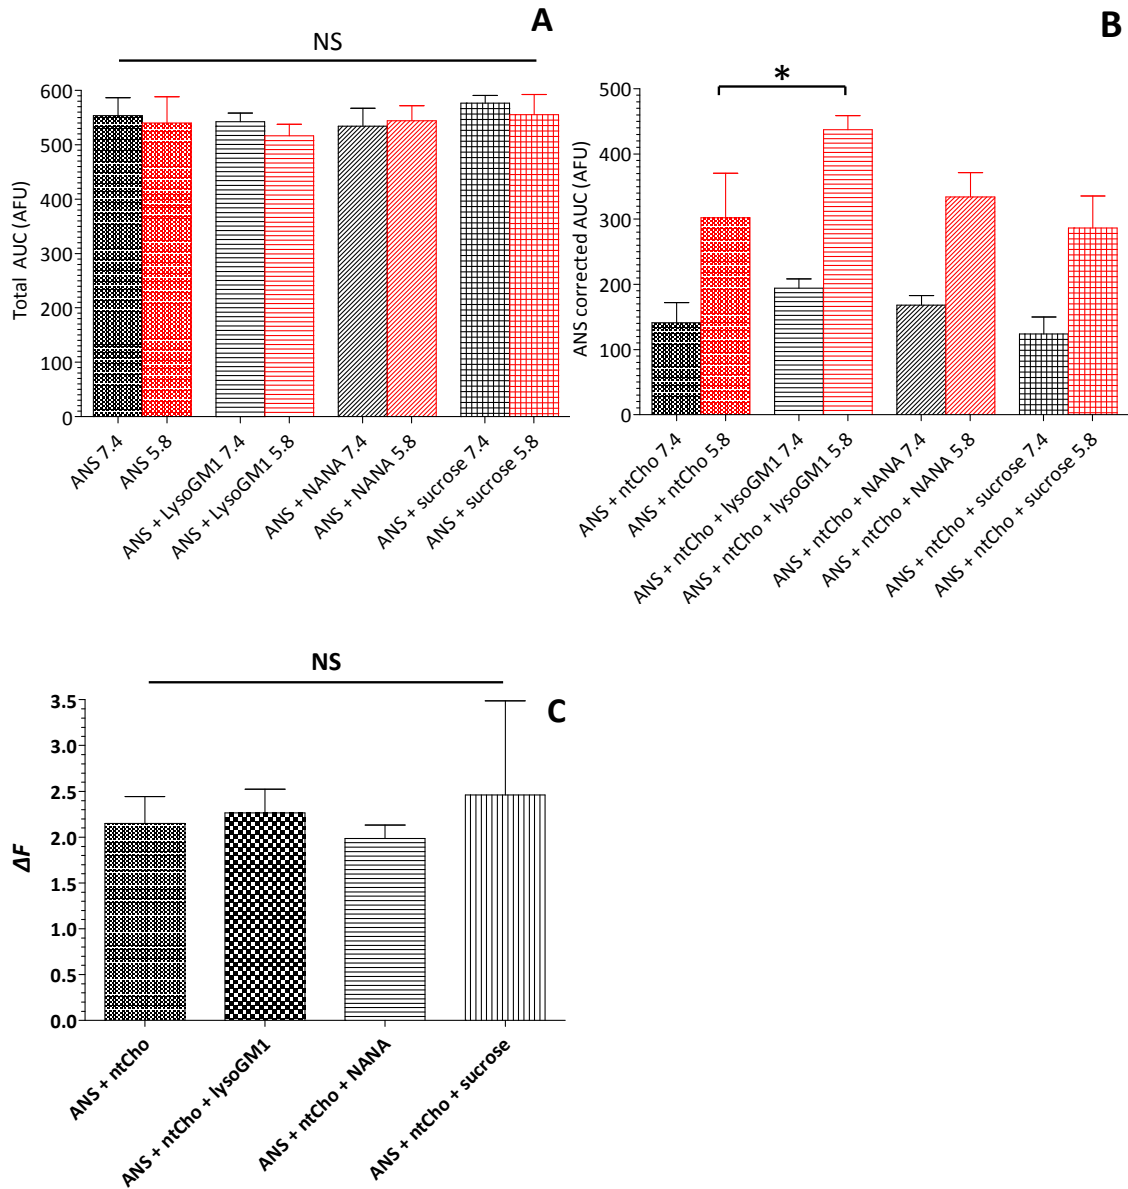 A
NS
Total AUC (AFU)
600
500
400
300
200
100
0
ANS 7.4
ANS 5.8
ANS + LysoGM1 7.4
ANS + LysoGM1 5.8
ANS + NANA 7.4
ANS + NANA 5.8
ANS + sucrose 7.4
ANS + sucrose 5.8
B
*
ANS corrected AUC (AFU)
500
400
300
200
100
0
ANS + ntCho 7.4
ANS + ntCho 5.8
ANS + ntCho + lysoGM1 7.4
ANS + ntCho + lysoGM1 5.8
ANS + ntCho + NANA 7.4
ANS + ntCho + NANA 5.8
ANS + ntCho + sucrose 7.4
ANS + ntCho + sucrose 5.8
NS
C
ΔF
3.5
3.0
2.5
2.0
1.5
1.0
0.5
0.0
ANS + ntCho
ANS + ntCho + lysoGM1
ANS + ntCho + NANA
ANS + ntCho + sucrose